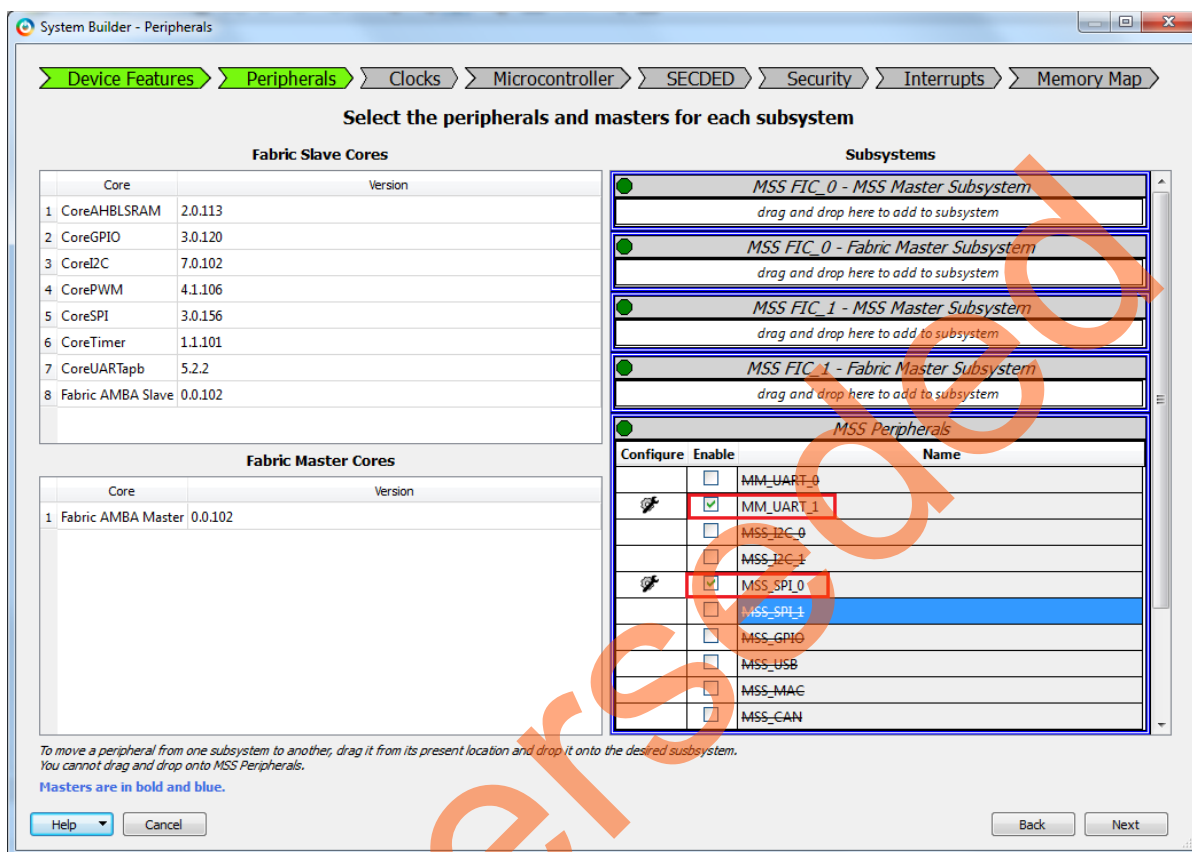 System Builder - Peripherals
Device Features Peripherals Clocks Microcontroller SECDED Security Interrupts Memory Map
Select the peripherals and masters for each subsystem
Fabric Slave Cores
Core Version
1 CoreAHBLSRAM 2.0.113
2 CoreGPIO 3.0.120
3 CoreI2C 7.0.102
4 CorePWM 4.1.106
5 CoreSPI 3.0.156
6 CoreTimer 1.1.101
7 CoreUARTapb 5.2.2
8 Fabric AMBA Slave 0.0.102
Fabric Master Cores
Core Version
1 Fabric AMBA Master 0.0.102
Subsystems
MSS FIC_0 - MSS Master Subsystem
drag and drop here to add to subsystem
MSS FIC_0 - Fabric Master Subsystem
drag and drop here to add to subsystem
MSS FIC_1 - MSS Master Subsystem
drag and drop here to add to subsystem
MSS FIC_1 - Fabric Master Subsystem
drag and drop here to add to subsystem
MSS Peripherals
Configure Enable Name
MM_UART_0
MM_UART_1
MSS_I2C_0
MSS_I2C_1
MSS_SPI_0
MSS_SPI_1
MSS_GPIO
MSS_USB
MSS_MAC
MSS_CAN
To move a peripheral from one subsystem to another, drag it from its present location and drop it onto the desired susbsystem.
You cannot drag and drop onto MSS Peripherals.
Masters are in bold and blue.
Help Cancel Back Next
erseded